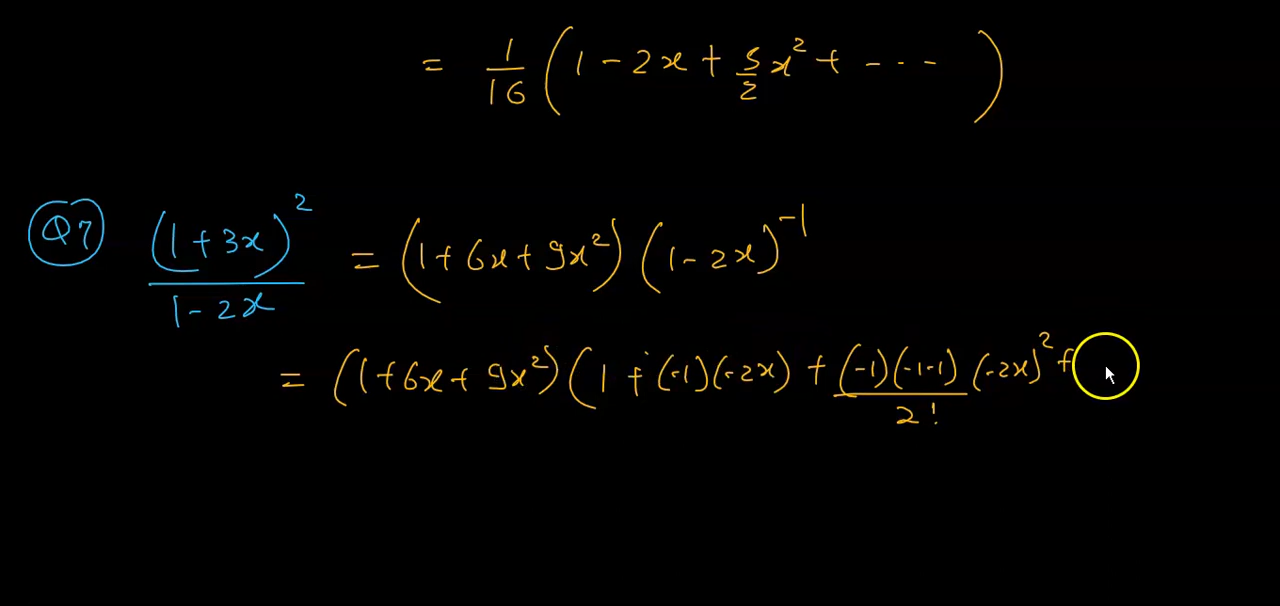 = 1/16 (1 - 2x + 5/2 x² + - - - )
Q7 (1+3x)²/(1-2x) = (1+6x+9x²)(1-2x)⁻¹
= (1+6x+9x²)(1 + (-1)(-2x) + (-1)(-1-1)/2! (-2x)² +